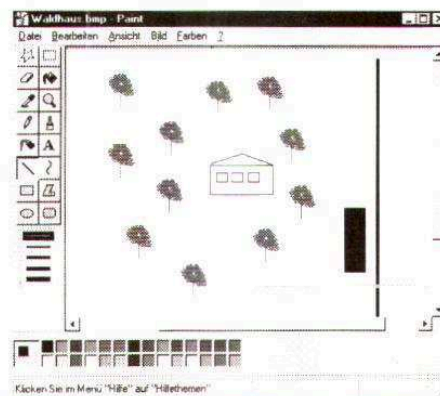 Waldhaus.bmp - Paint
Datei Bearbeiten Ansicht Bild Farben ?
A
Klicken Sie im Menü "Hilfe" auf "Hilfethemen"